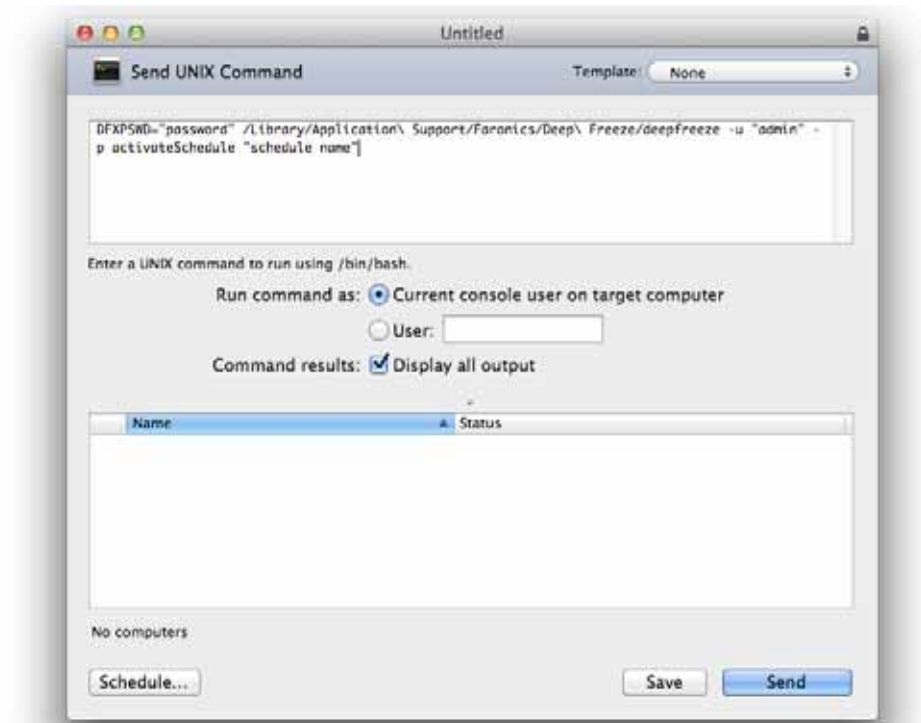 Untitled
Send UNIX Command
Template: None
DFXPSWD="password" /Library/Application\ Support/Faronics/Deep\ Freeze/deepfreeze -u "admin" -
p activateSchedule "schedule name"
Enter a UNIX command to run using /bin/bash.
Run command as: Current console user on target computer
User:
Command results: Display all output
Name Status
No computers
Schedule... Save Send